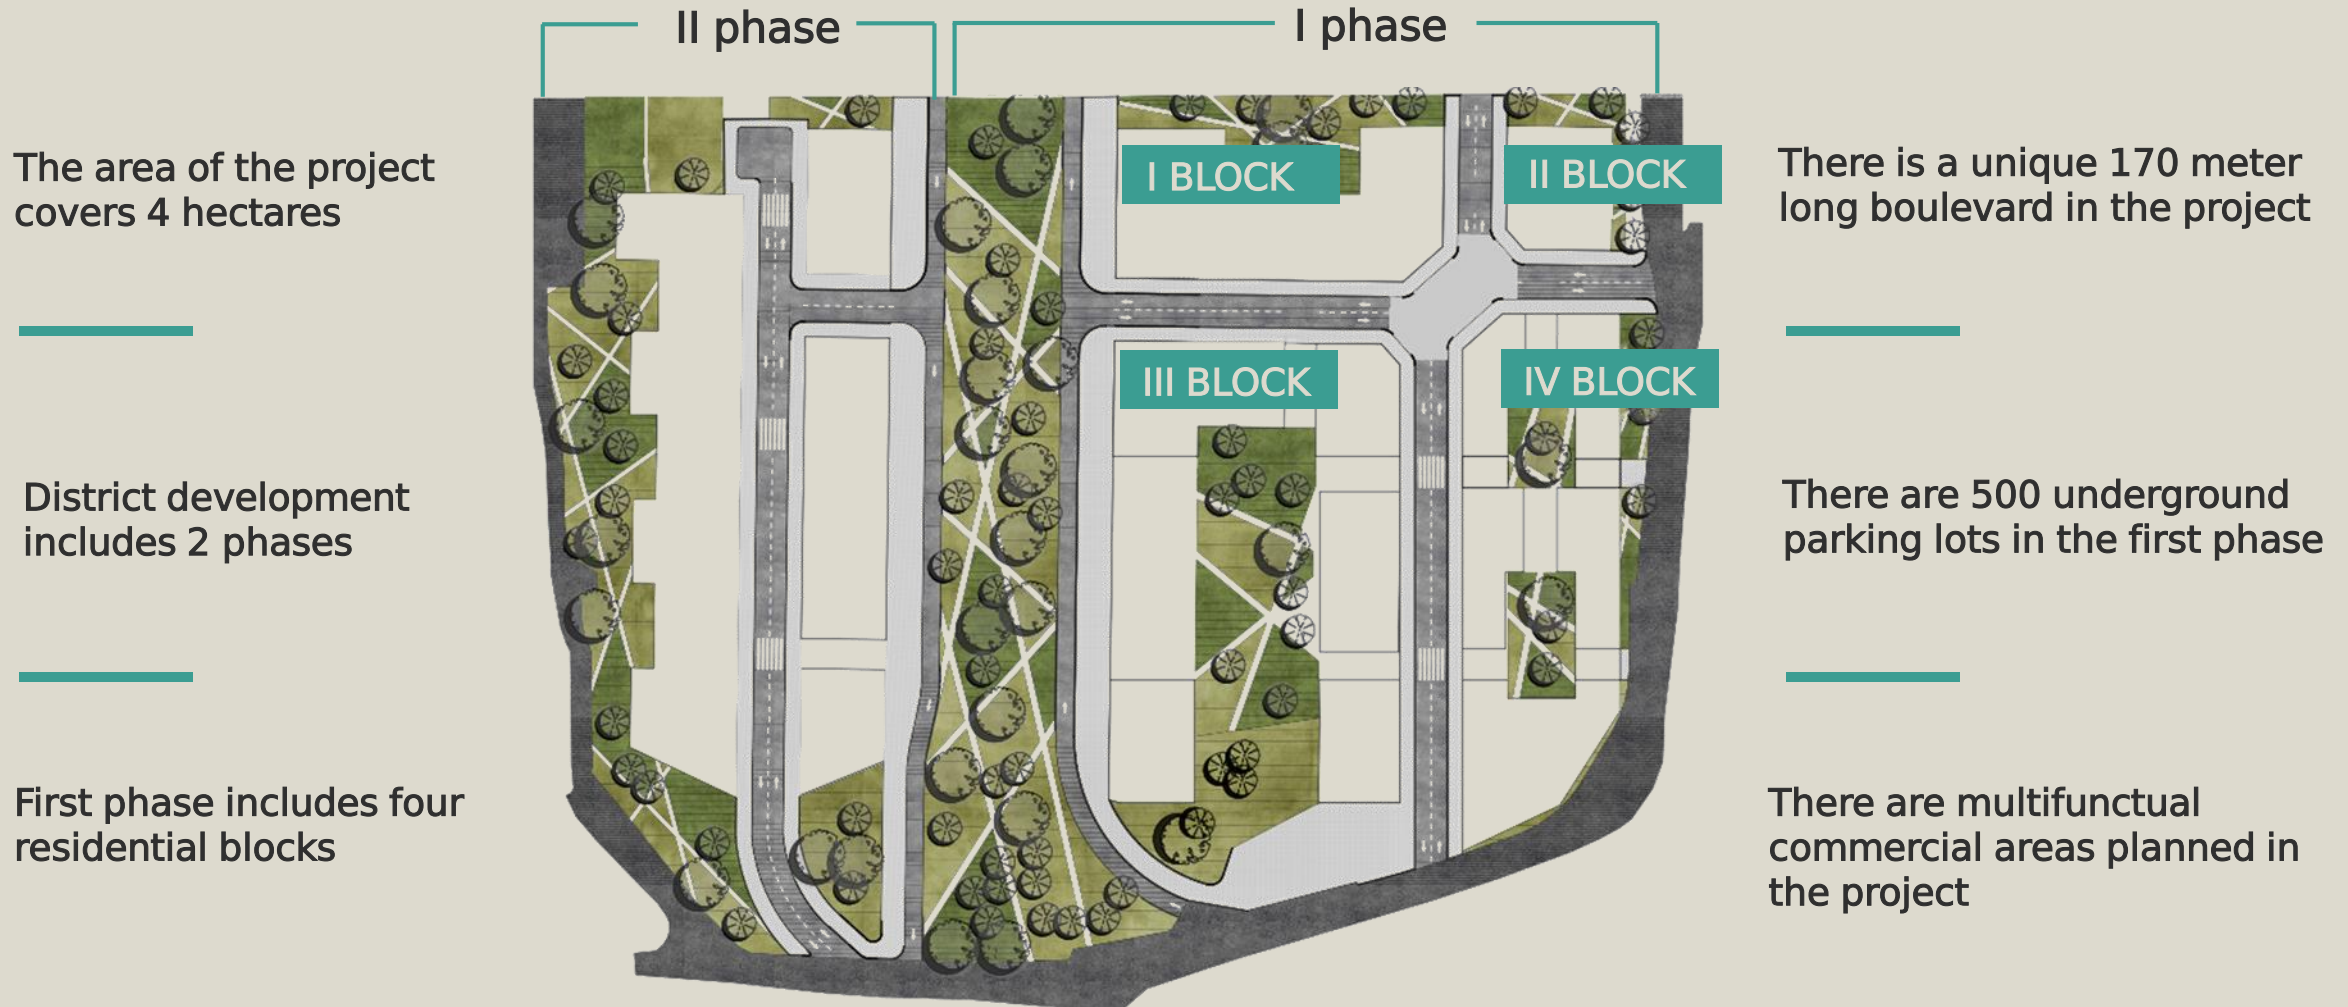 II phase
I phase
The area of the project
covers 4 hectares
District development
includes 2 phases
First phase includes four
residential blocks
I BLOCK
II BLOCK
III BLOCK
IV BLOCK
There is a unique 170 meter
long boulevard in the project
There are 500 underground
parking lots in the first phase
There are multifunctual
commercial areas planned in
the project